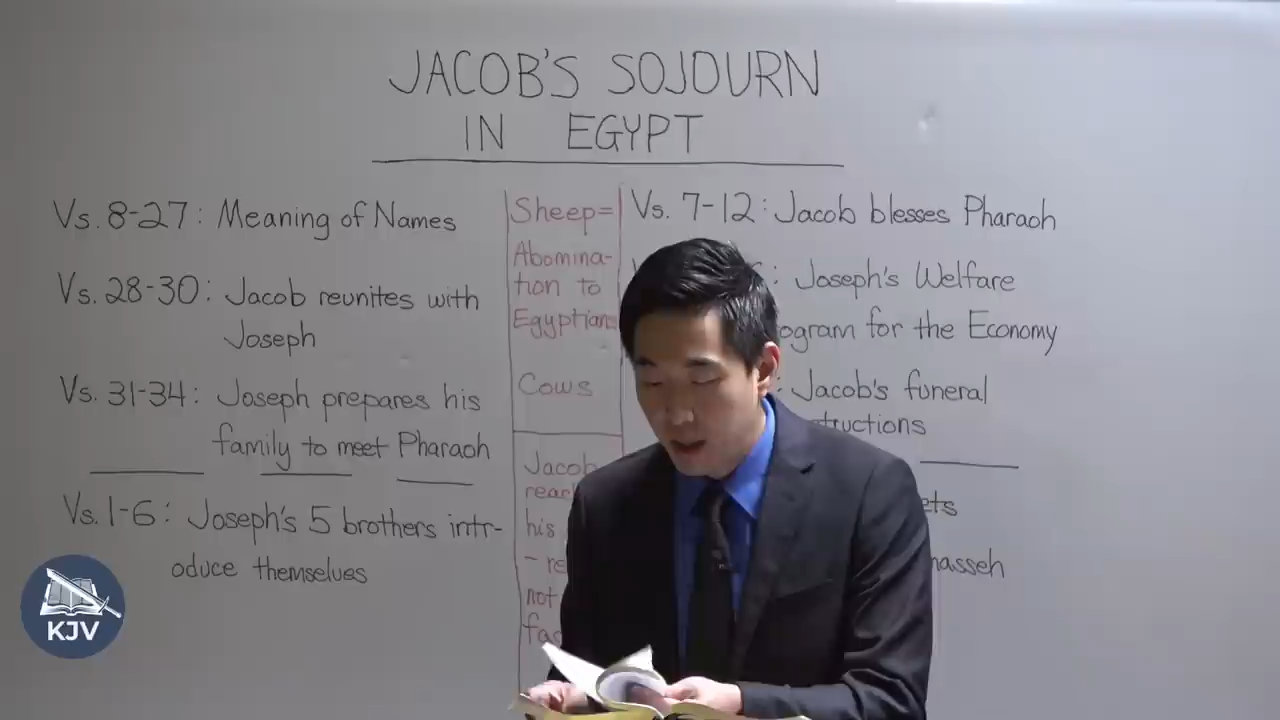 JACOB'S SOJOURN
IN EGYPT
Vs. 8-27: Meaning of Names
Vs. 28-30: Jacob reunites with
Joseph
Vs. 31-34: Joseph prepares his
family to meet Pharaoh
Vs. 1-6: Joseph's 5 brothers intr-
oduce themselves
Sheep=
Abomina-
tion to
Egyptians
Cows
Jacob
his
not
Vs. 7-12: Jacob blesses Pharaoh
Joseph's Welfare
for the Economy
Jacob's funeral
KJV